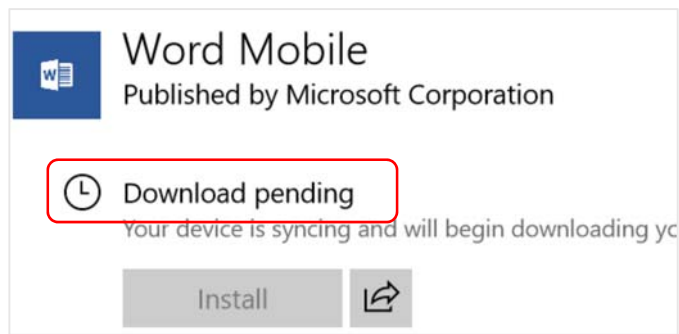 Word Mobile
Published by Microsoft Corporation
Download pending
Your device is syncing and will begin downloading
Install